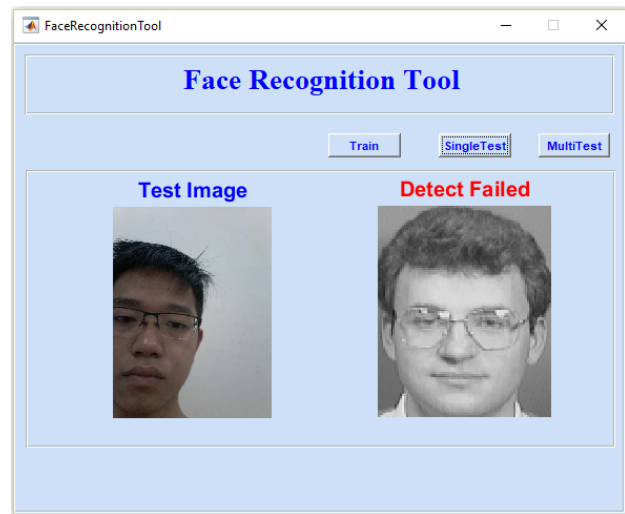 FaceRecognitionTool
Face Recognition Tool
Train SingleTest MultiTest
Test Image Detect Failed